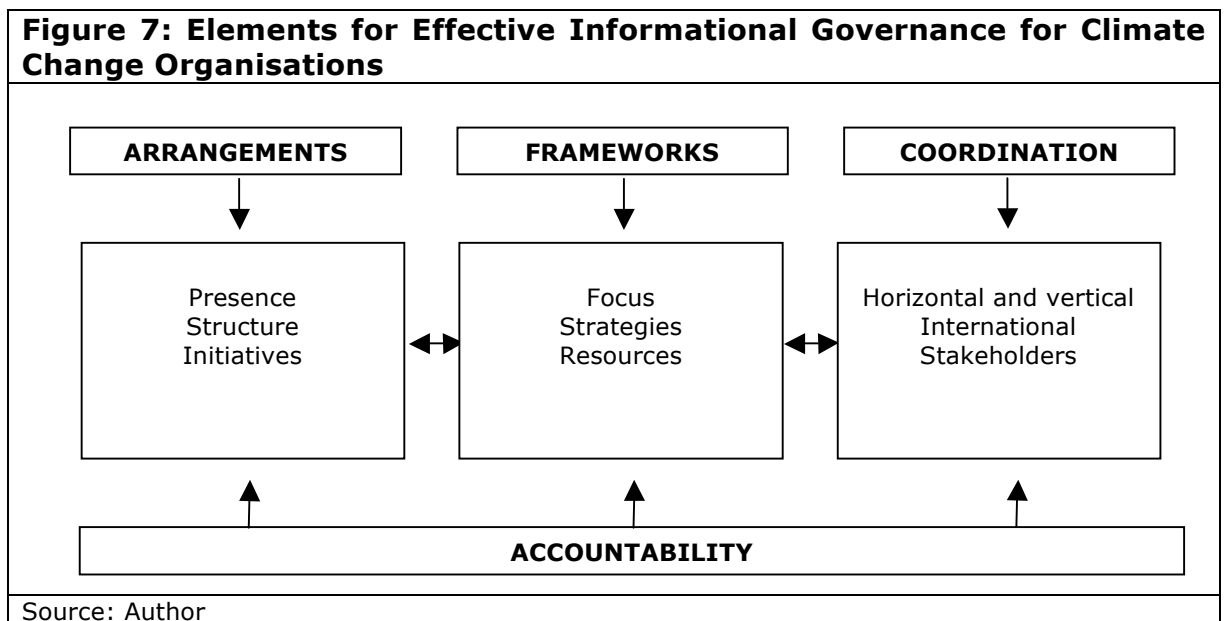 Figure 7: Elements for Effective Informational Governance for Climate
Change Organisations
ARRANGEMENTS
FRAMEWORKS
COORDINATION
Presence
Structure
Initiatives
Focus
Strategies
Resources
Horizontal and vertical
International
Stakeholders
ACCOUNTABILITY
Source: Author